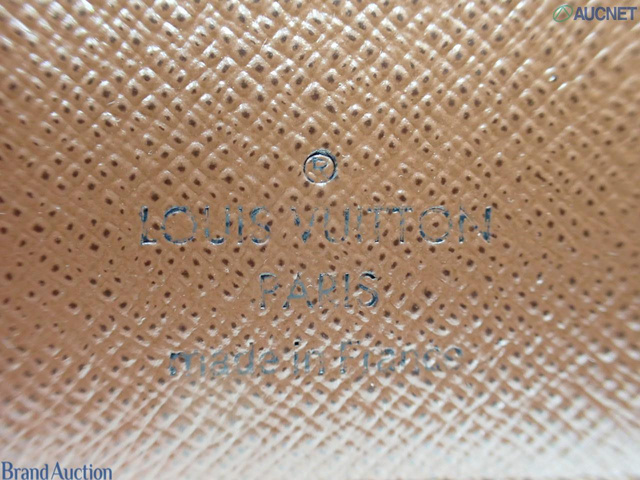 AUCNET
®
LOUIS VUITTON
PARIS
made in France
Brand Auction